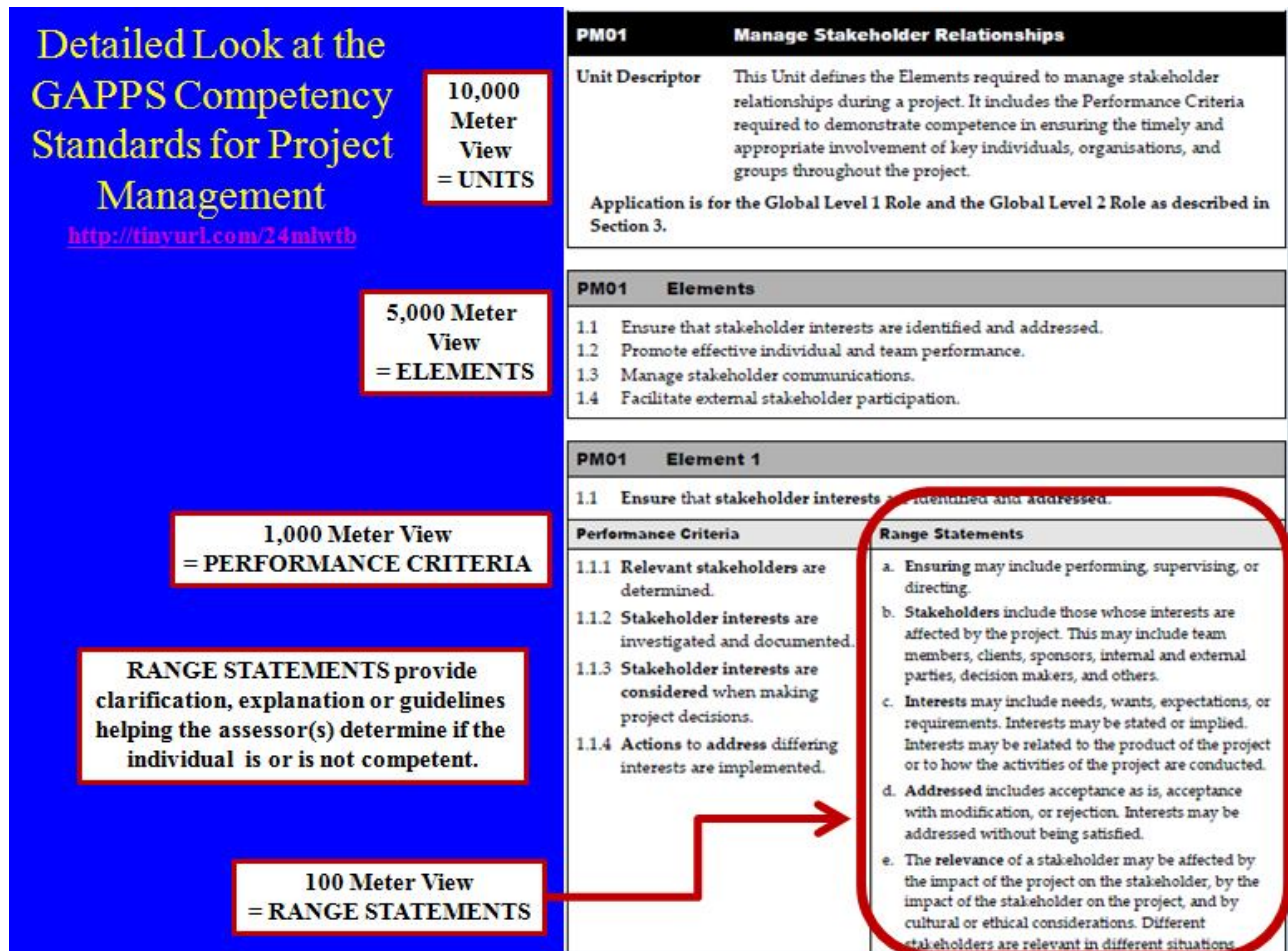 Detailed Look at the
GAPPS Competency
Standards for Project
Management
http://tinyurl.com/24mlwtb
10,000
Meter
View
= UNITS
5,000 Meter
View
= ELEMENTS
1,000 Meter View
= PERFORMANCE CRITERIA
RANGE STATEMENTS provide
clarification, explanation or guidelines
helping the assessor(s) determine if the
individual is or is not competent.
100 Meter View
= RANGE STATEMENTS
PM01 Manage Stakeholder Relationships
Unit Descriptor This Unit defines the Elements required to manage stakeholder
relationships during a project. It includes the Performance Criteria
required to demonstrate competence in ensuring the timely and
appropriate involvement of key individuals, organisations, and
groups throughout the project.
Application is for the Global Level 1 Role and the Global Level 2 Role as described in
Section 3.
PM01 Elements
1.1 Ensure that stakeholder interests are identified and addressed.
1.2 Promote effective individual and team performance.
1.3 Manage stakeholder communications.
1.4 Facilitate external stakeholder participation.
PM01 Element 1
1.1 Ensure that stakeholder interests are identified and addressed.
Performance Criteria
1.1.1 Relevant stakeholders are
determined.
1.1.2 Stakeholder interests are
investigated and documented.
1.1.3 Stakeholder interests are
considered when making
project decisions.
1.1.4 Actions to address differing
interests are implemented.
Range Statements
a. Ensuring may include performing, supervising, or
directing.
b. Stakeholders include those whose interests are
affected by the project. This may include team
members, clients, sponsors, internal and external
parties, decision makers, and others.
c. Interests may include needs, wants, expectations, or
requirements. Interests may be stated or implied.
Interests may be related to the product of the project
or to how the activities of the project are conducted.
d. Addressed includes acceptance as is, acceptance
with modification, or rejection. Interests may be
addressed without being satisfied.
e. The relevance of a stakeholder may be affected by
the impact of the project on the stakeholder, by the
impact of the stakeholder on the project, and by
cultural or ethical considerations. Different
stakeholders are relevant in different situations.